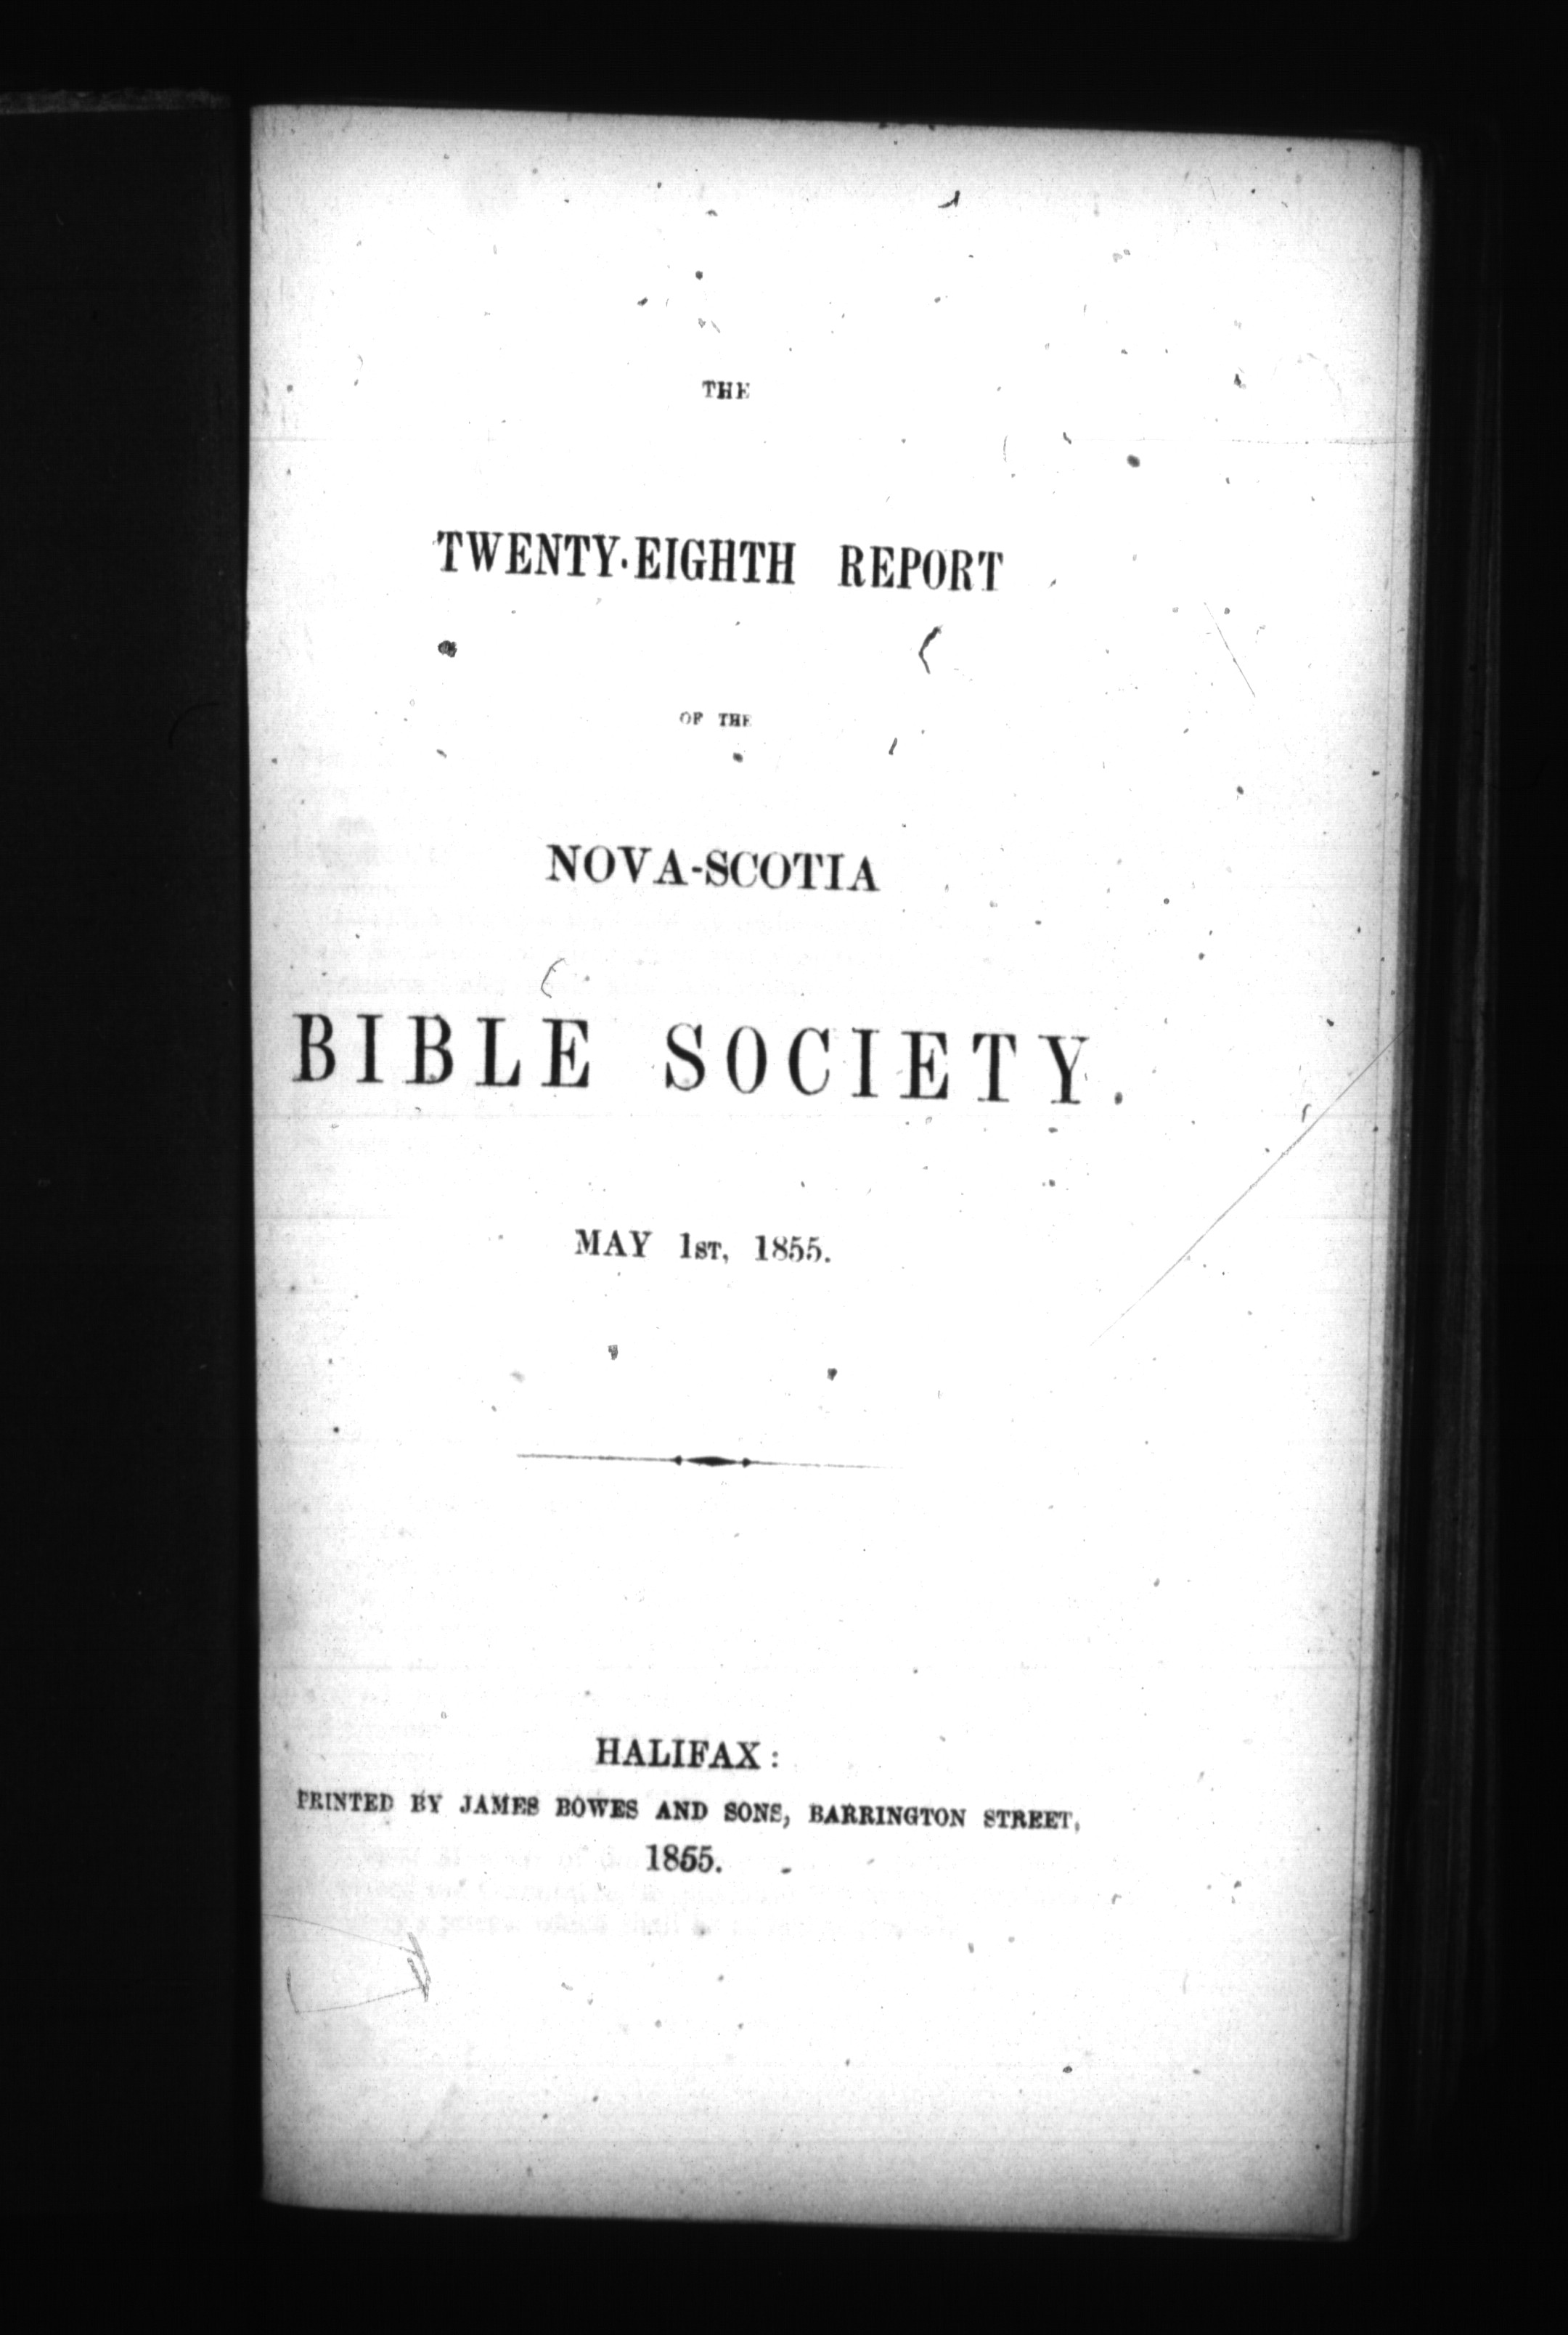 THE
TWENTY-EIGHTH REPORT
OF THE
NOVA-SCOTIA
BIBLE SOCIETY.
MAY 1ST, 1855.
HALIFAX:
PRINTED BY JAMES BOWES AND SONS, BARRINGTON STREET,
1855.